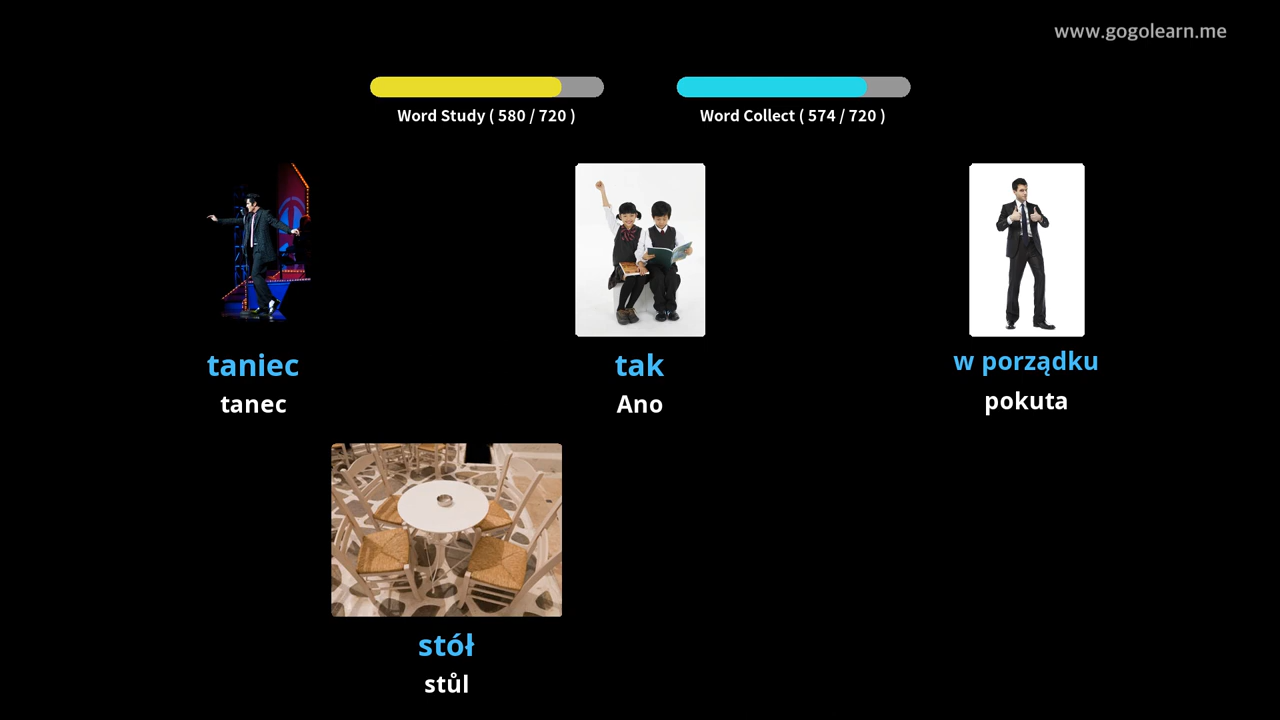 www.gogolearn.me
Word Study ( 580 / 720 )
Word Collect ( 574 / 720 )
taniec
tanec
tak
Ano
w porządku
pokuta
stół
stůl